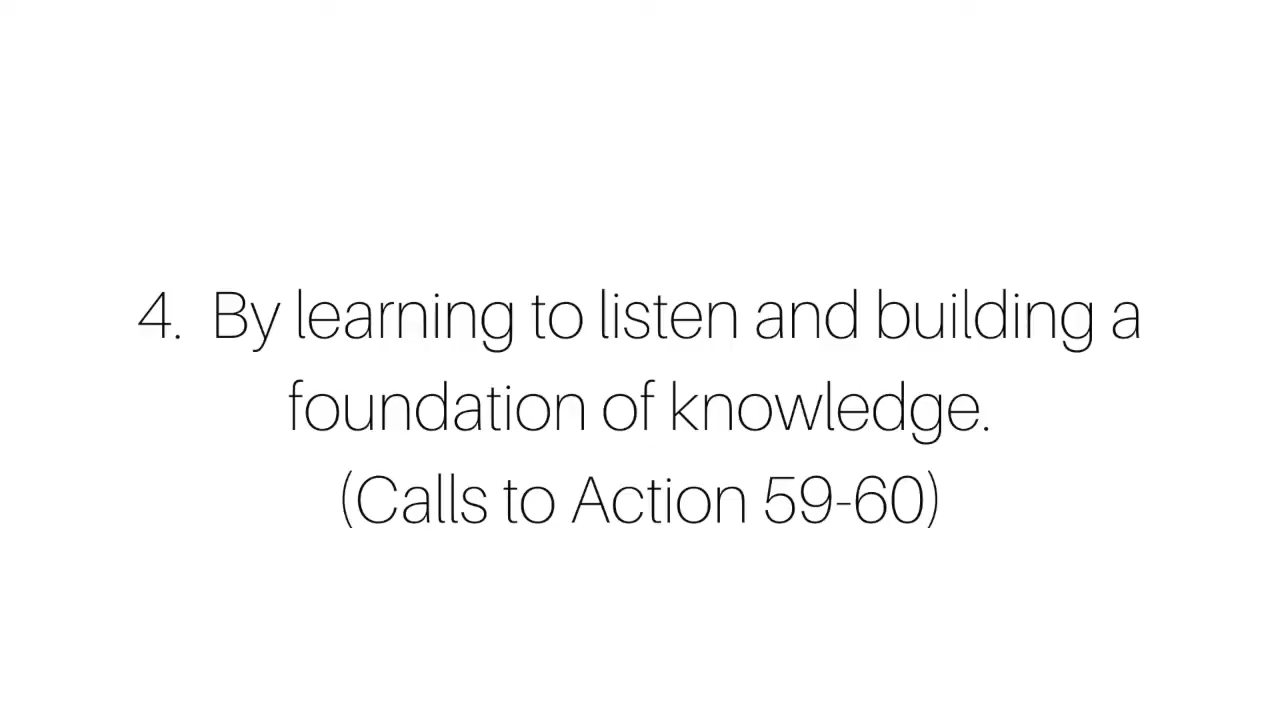 4. By learning to listen and building a
foundation of knowledge.
(Calls to Action 59-60)